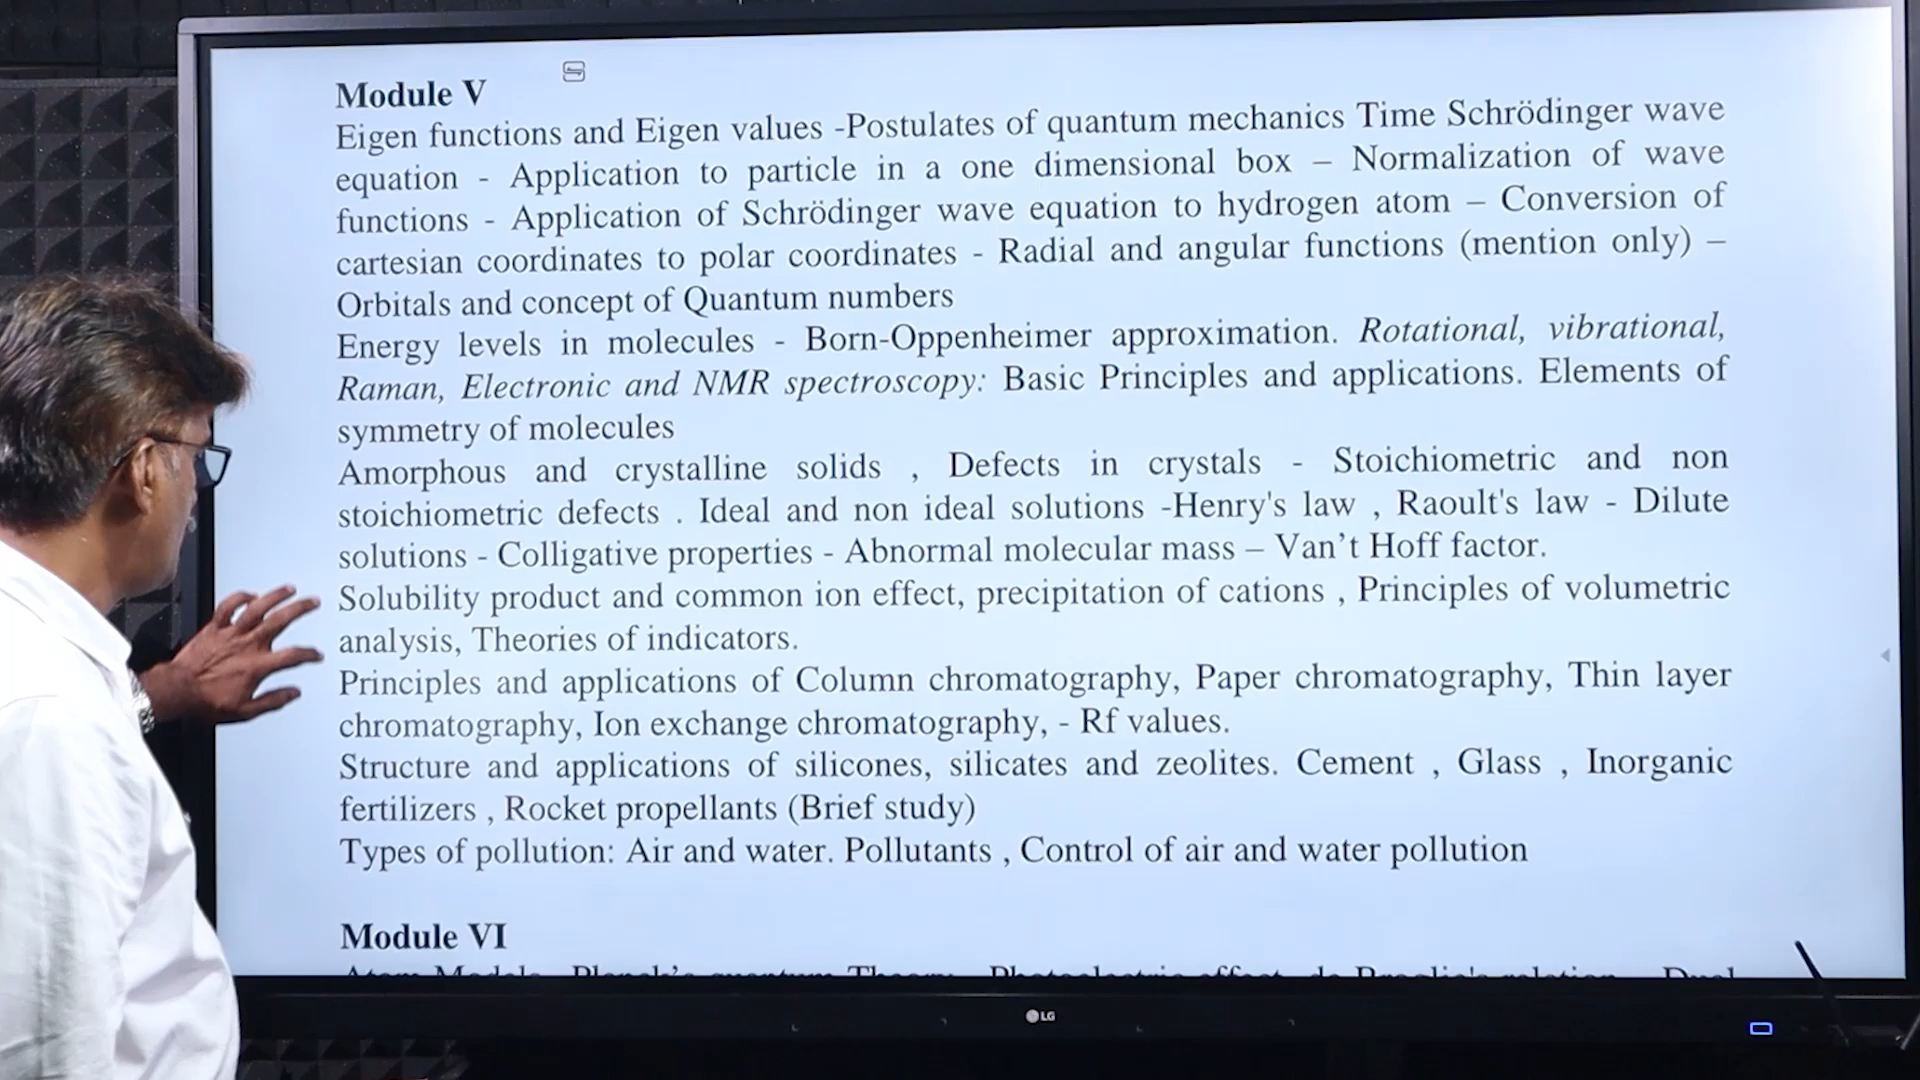 Module V
Eigen functions and Eigen values -Postulates of quantum mechanics Time Schrödinger wave
equation - Application to particle in a one dimensional box – Normalization of wave
functions - Application of Schrödinger wave equation to hydrogen atom – Conversion of
cartesian coordinates to polar coordinates - Radial and angular functions (mention only) –
Orbitals and concept of Quantum numbers
Energy levels in molecules - Born-Oppenheimer approximation. Rotational, vibrational,
Raman, Electronic and NMR spectroscopy: Basic Principles and applications. Elements of
symmetry of molecules
Amorphous and crystalline solids , Defects in crystals - Stoichiometric and non
stoichiometric defects . Ideal and non ideal solutions -Henry's law , Raoult's law - Dilute
solutions - Colligative properties - Abnormal molecular mass – Van’t Hoff factor.
Solubility product and common ion effect, precipitation of cations , Principles of volumetric
analysis, Theories of indicators.
Principles and applications of Column chromatography, Paper chromatography, Thin layer
chromatography, Ion exchange chromatography, - Rf values.
Structure and applications of silicones, silicates and zeolites. Cement , Glass , Inorganic
fertilizers , Rocket propellants (Brief study)
Types of pollution: Air and water. Pollutants , Control of air and water pollution
Module VI
LG